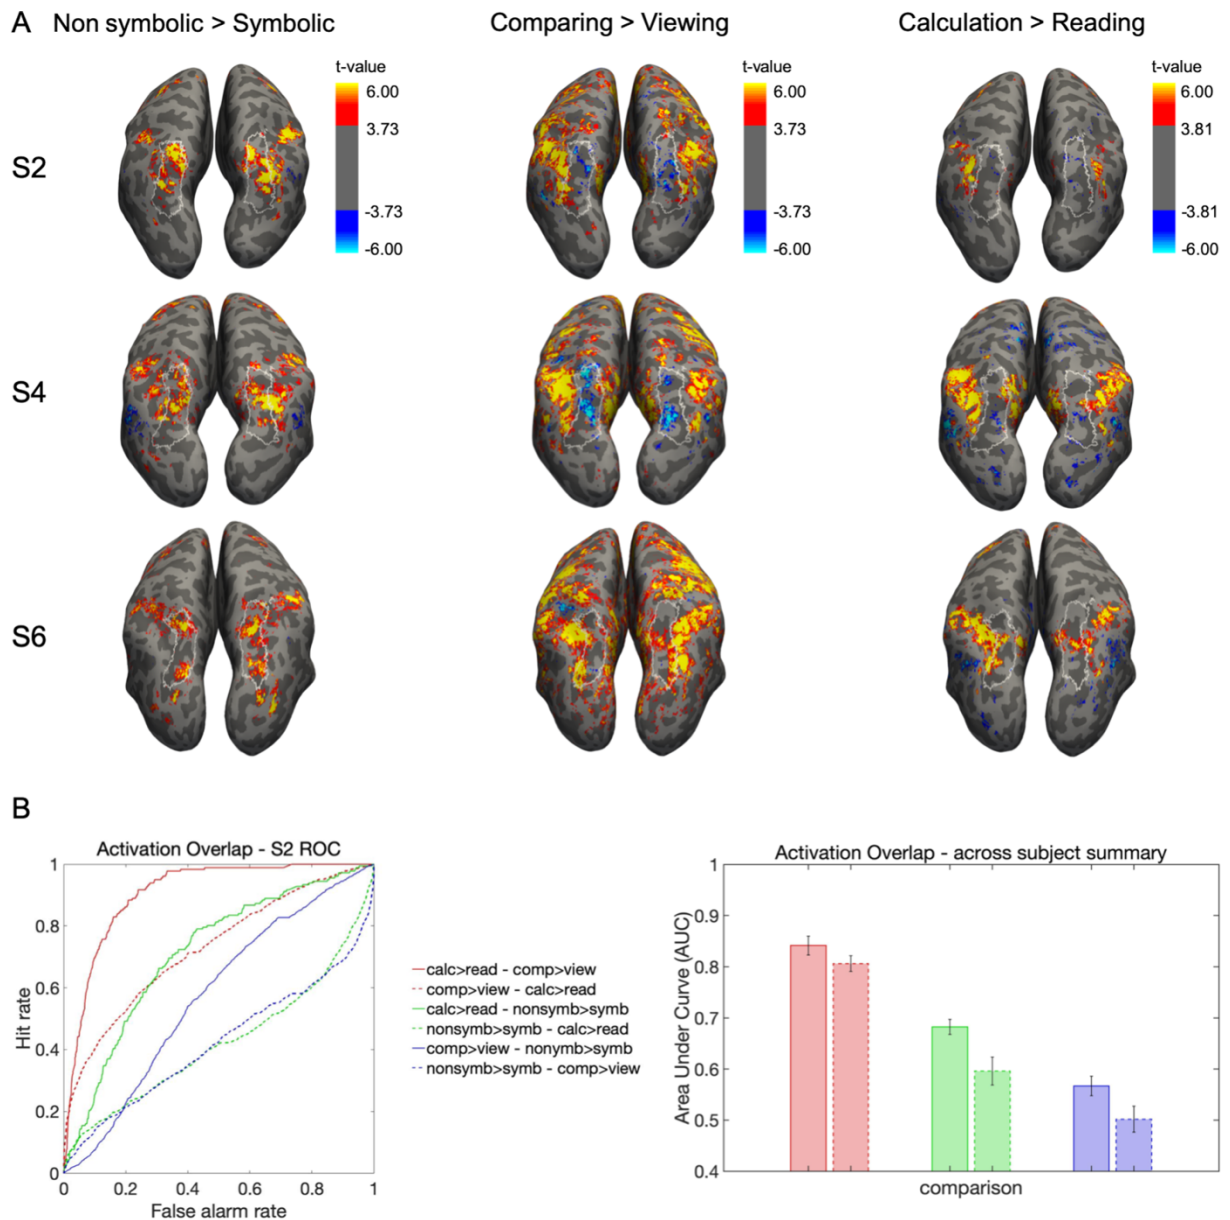 A Non symbolic > Symbolic Comparing > Viewing Calculation > Reading
t-value t-value t-value
6.00 6.00 6.00
3.73 3.73 3.81
S2
-3.73 -3.73 -3.81
-6.00 -6.00 -6.00
S4
S6
B
Activation Overlap - S2 ROC
1
0.8
0.6
0.4
0.2
0
Hit rate
0 0.2 0.4 0.6 0.8 1
False alarm rate
calc>read - comp>view
comp>view - calc>read
calc>read - nonsymb>symb
nonsymb>symb - calc>read
comp>view - nonymb>symb
nonsymb>symb - comp>view
Activation Overlap - across subject summary
1
0.9
0.8
0.7
0.6
0.5
0.4
Area Under Curve (AUC)
comparison